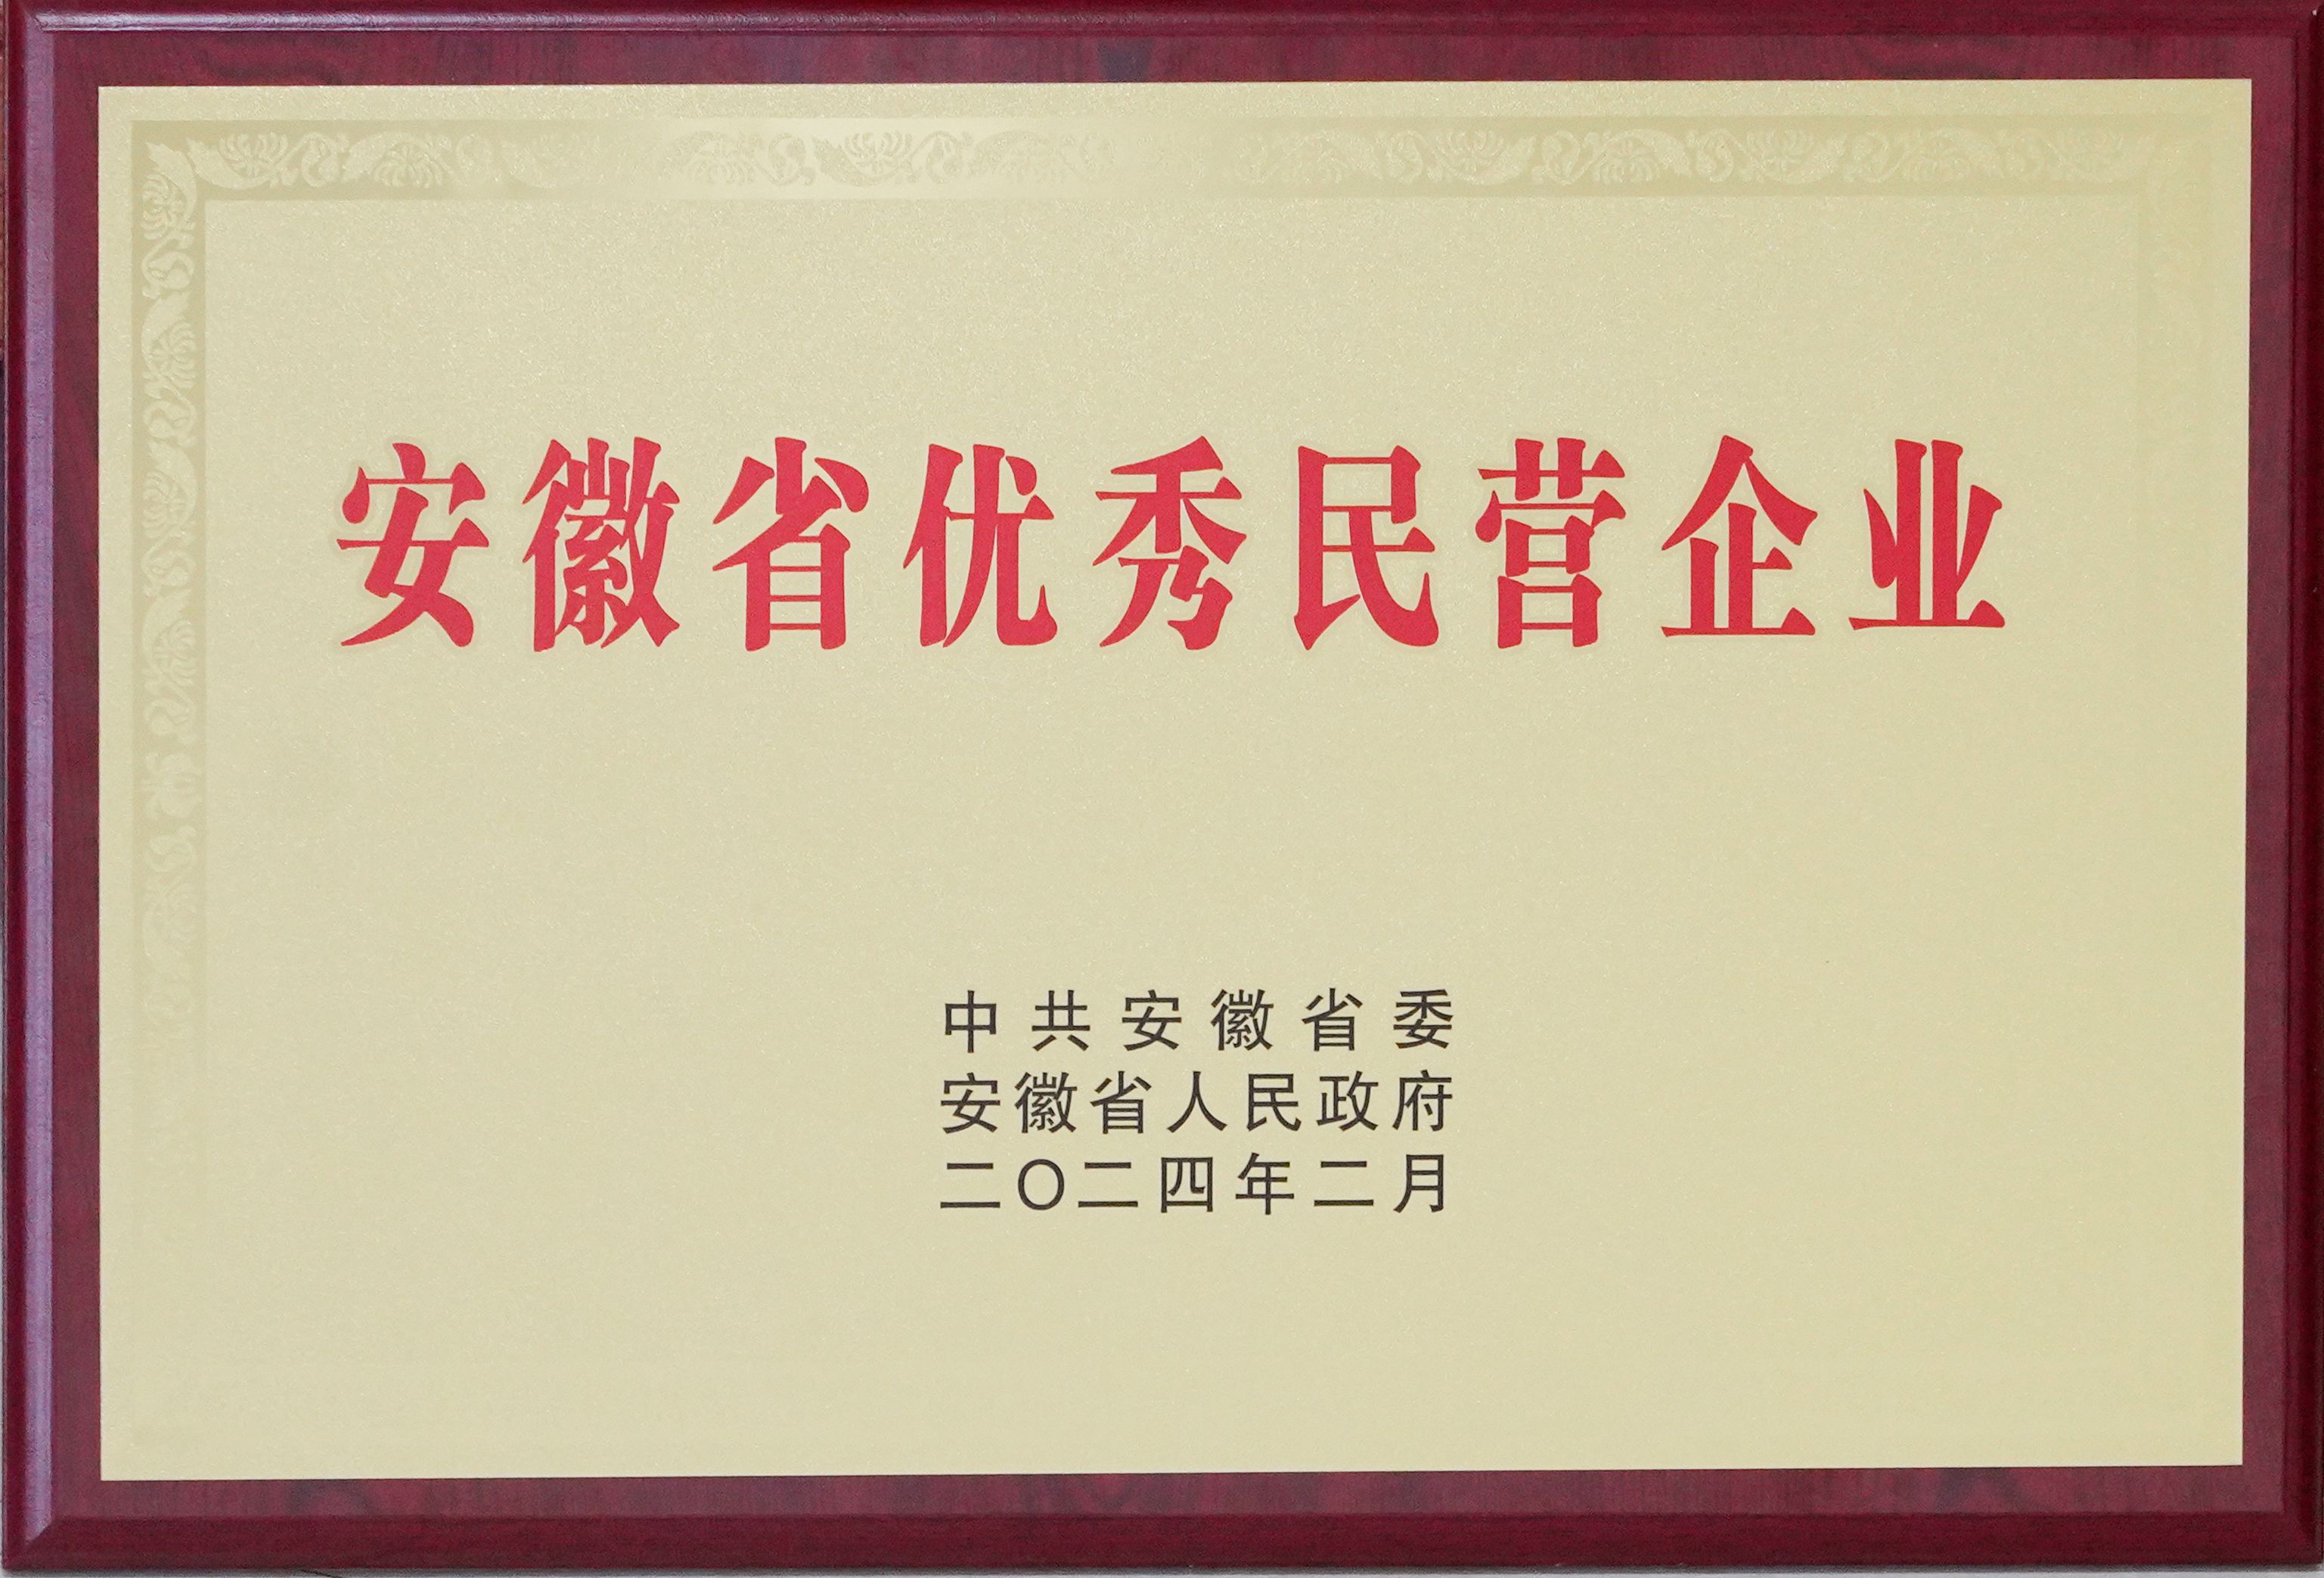 安徽省优秀民营企业
中共安徽省委
安徽省人民政府
二〇二四年二月